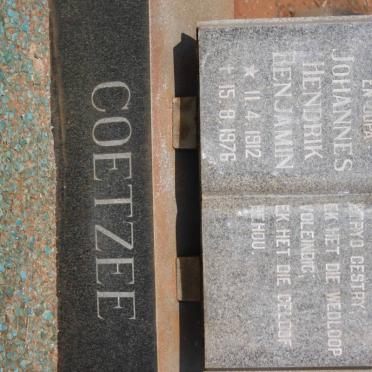 JOHANNES
HENDRIK
BENJAMIN
★ 11·4·1912
† 15·8·1976
STRYD GESTRY
EK HET DIE WEDLOOP
VOLEINDIG
EK HET DIE GELOOF
BEHOU.
COETZEE